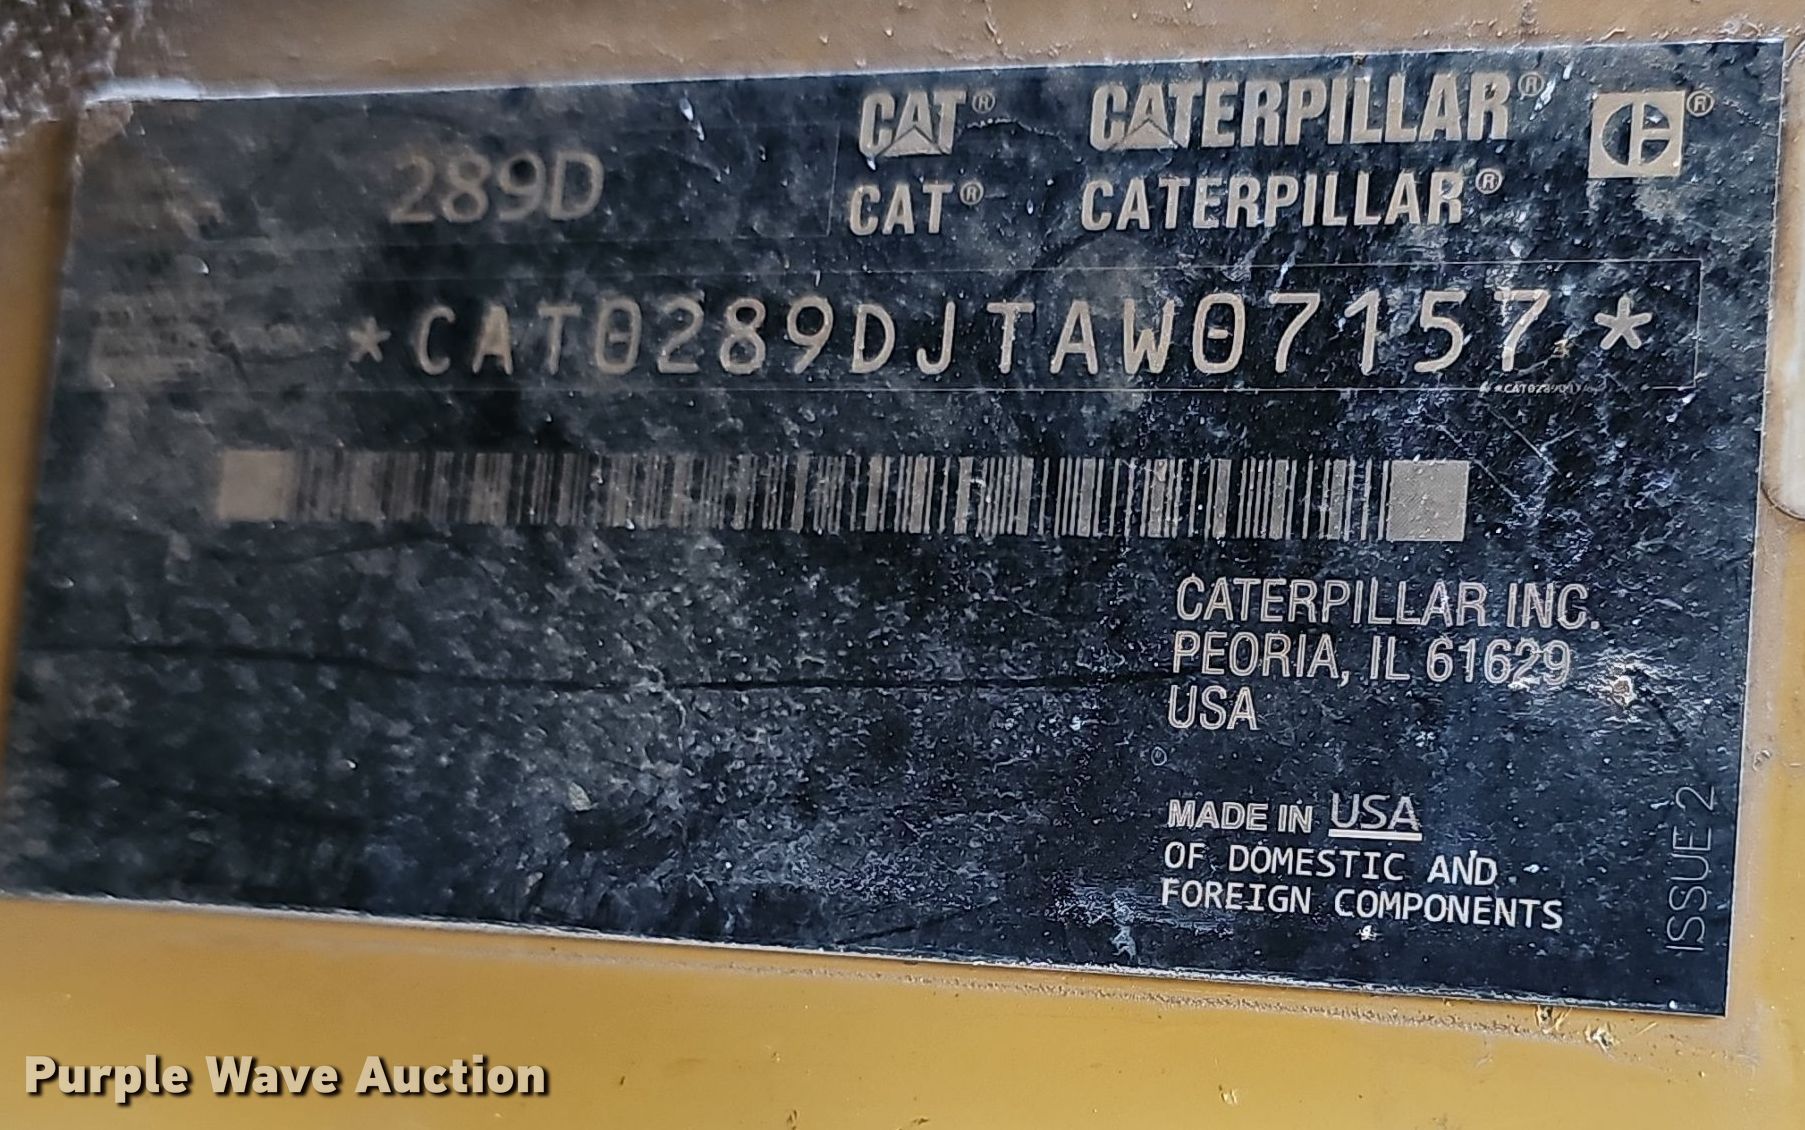 289D
CAT® CATERPILLAR® ®
CAT® CATERPILLAR®
*CAT0289DJTAW07157*
CATERPILLAR INC.
PEORIA, IL 61629
USA
MADE IN USA
OF DOMESTIC AND
FOREIGN COMPONENTS
ISSUE 2
Purple Wave Auction